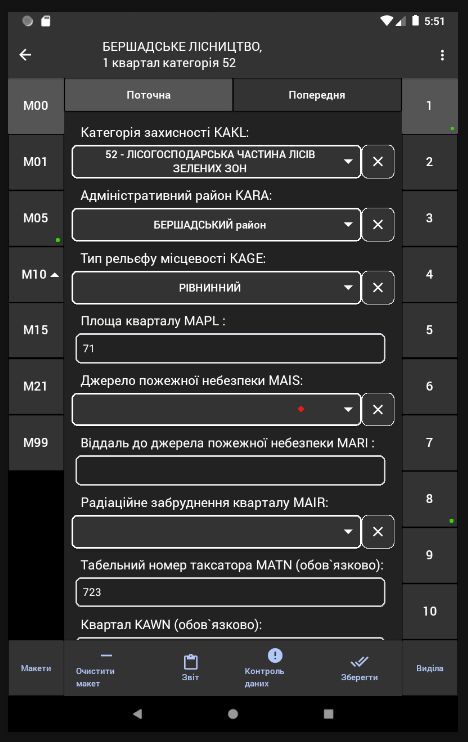 5:51
БЕРШАДСЬКЕ ЛІСНИЦТВО,
1 квартал категорія 52
M00
M01
M05
M10
M15
M21
M99
Поточна
Попередня
Категорія захисності KAKL:
52 - ЛІСОГОСПОДАРСЬКА ЧАСТИНА ЛІСІВ
ЗЕЛЕНИХ ЗОН
Адміністративний район KARA:
БЕРШАДСЬКИЙ район
Тип рельєфу місцевості KAGE:
РІВНИННИЙ
Площа кварталу MAPL :
71
Джерело пожежної небезпеки MAIS:
Віддаль до джерела пожежної небезпеки MARI :
Радіаційне забруднення кварталу MAIR:
Табельний номер таксатора MATN (обов`язково):
723
Квартал KAWN (обов`язково):
1
2
3
4
5
6
7
8
9
10
Макети
Очистити
макет
Звіт
Контроль
даних
Зберегти
Виділа